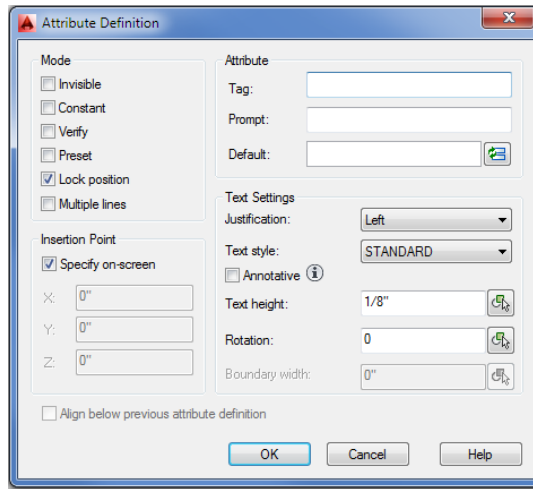 Attribute Definition
Mode
Invisible
Constant
Verify
Preset
Lock position
Multiple lines
Insertion Point
Specify on-screen
X: 0"
Y: 0"
Z: 0"
Attribute
Tag:
Prompt:
Default:
Text Settings
Justification: Left
Text style: STANDARD
Annotative
Text height: 1/8"
Rotation: 0
Boundary width: 0"
Align below previous attribute definition
OK Cancel Help